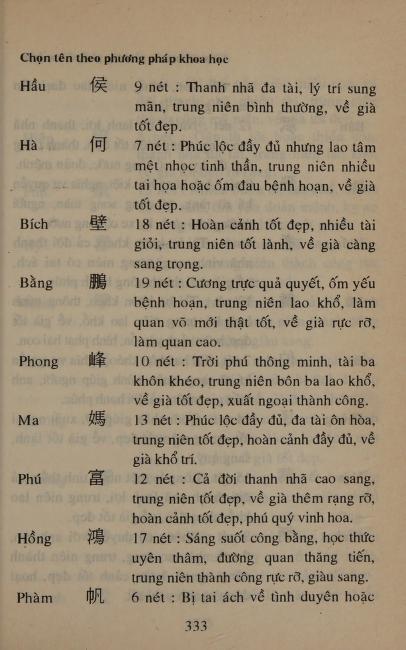 Chọn tên theo phương pháp khoa học
Hầu 侯 9 nét : Thanh nhã đa tài, lý trí sung
mãn, trung niên bình thường, về già
tốt đẹp.
Hà 何 7 nét : Phúc lộc đầy đủ nhưng lao tâm
mệt nhọc tinh thần, trung niên nhiều
tai họa hoặc ốm đau bệnh hoạn, về già
tốt đẹp.
Bích 壁 18 nét : Hoàn cảnh tốt đẹp, nhiều tài
giỏi, trung niên tốt lành, về già càng
sang trọng.
Bằng 鵬 19 nét : Cương trực quả quyết, ốm yếu
bệnh hoạn, trung niên lao khổ, làm
quan võ mới thật tốt, về già rực rỡ,
làm quan cao.
Phong 峰 10 nét : Trời phú thông minh, tài ba
khôn khéo, trung niên bôn ba lao khổ,
về già tốt đẹp, xuất ngoại thành công.
Ma 媽 13 nét : Phúc lộc đầy đủ, đa tài ôn hòa,
trung niên tốt đẹp, hoàn cảnh đầy đủ, về
già khổ trí.
Phú 富 12 nét : Cả đời thanh nhã cao sang,
trung niên tốt đẹp, về già thêm rạng rỡ,
hoàn cảnh tốt đẹp, phú quý vinh hoa.
Hồng 鴻 17 nét : Sáng suốt công bằng, học thức
uyên thâm, đường quan thăng tiến,
trung niên thành công rực rỡ, giàu sang.
Phàm 帆 6 nét : Bị tai ách về tình duyên hoặc
333